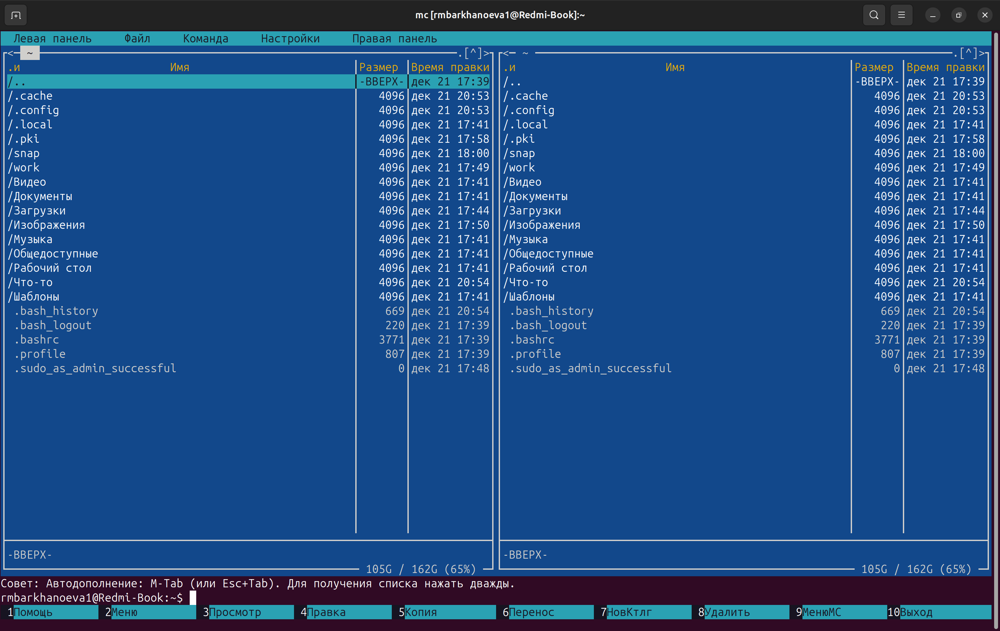 mc [rmbarkhanoeva1@Redmi-Book]:~
Левая панель Файл Команда Настройки Правая панель
< ~ .[^]> < ~ .[^]>
.и Имя Размер Время правки .и Имя Размер Время правки
/.. -ВВЕРХ- дек 21 17:39 /.. -ВВЕРХ- дек 21 17:39
/.cache 4096 дек 21 20:53 /.cache 4096 дек 21 20:53
/.config 4096 дек 21 20:53 /.config 4096 дек 21 20:53
/.local 4096 дек 21 17:41 /.local 4096 дек 21 17:41
/.pki 4096 дек 21 17:58 /.pki 4096 дек 21 17:58
/snap 4096 дек 21 18:00 /snap 4096 дек 21 18:00
/work 4096 дек 21 17:49 /work 4096 дек 21 17:49
/Видео 4096 дек 21 17:41 /Видео 4096 дек 21 17:41
/Документы 4096 дек 21 17:41 /Документы 4096 дек 21 17:41
/Загрузки 4096 дек 21 17:44 /Загрузки 4096 дек 21 17:44
/Изображения 4096 дек 21 17:50 /Изображения 4096 дек 21 17:50
/Музыка 4096 дек 21 17:41 /Музыка 4096 дек 21 17:41
/Общедоступные 4096 дек 21 17:41 /Общедоступные 4096 дек 21 17:41
/Рабочий стол 4096 дек 21 17:41 /Рабочий стол 4096 дек 21 17:41
/Что-то 4096 дек 21 20:54 /Что-то 4096 дек 21 20:54
/Шаблоны 4096 дек 21 17:41 /Шаблоны 4096 дек 21 17:41
.bash_history 669 дек 21 20:54 .bash_history 669 дек 21 20:54
.bash_logout 220 дек 21 17:39 .bash_logout 220 дек 21 17:39
.bashrc 3771 дек 21 17:39 .bashrc 3771 дек 21 17:39
.profile 807 дек 21 17:39 .profile 807 дек 21 17:39
.sudo_as_admin_successful 0 дек 21 17:48 .sudo_as_admin_successful 0 дек 21 17:48
-ВВЕРХ- -ВВЕРХ-
105G / 162G (65%) 105G / 162G (65%)
Совет: Автодополнение: M-Tab (или Esc+Tab). Для получения списка нажать дважды.
rmbarkhanoeva1@Redmi-Book:~$
1Помощь 2Меню 3Просмотр 4Правка 5Копия 6Перенос 7НовКтлг 8Удалить 9МенюMC 10Выход